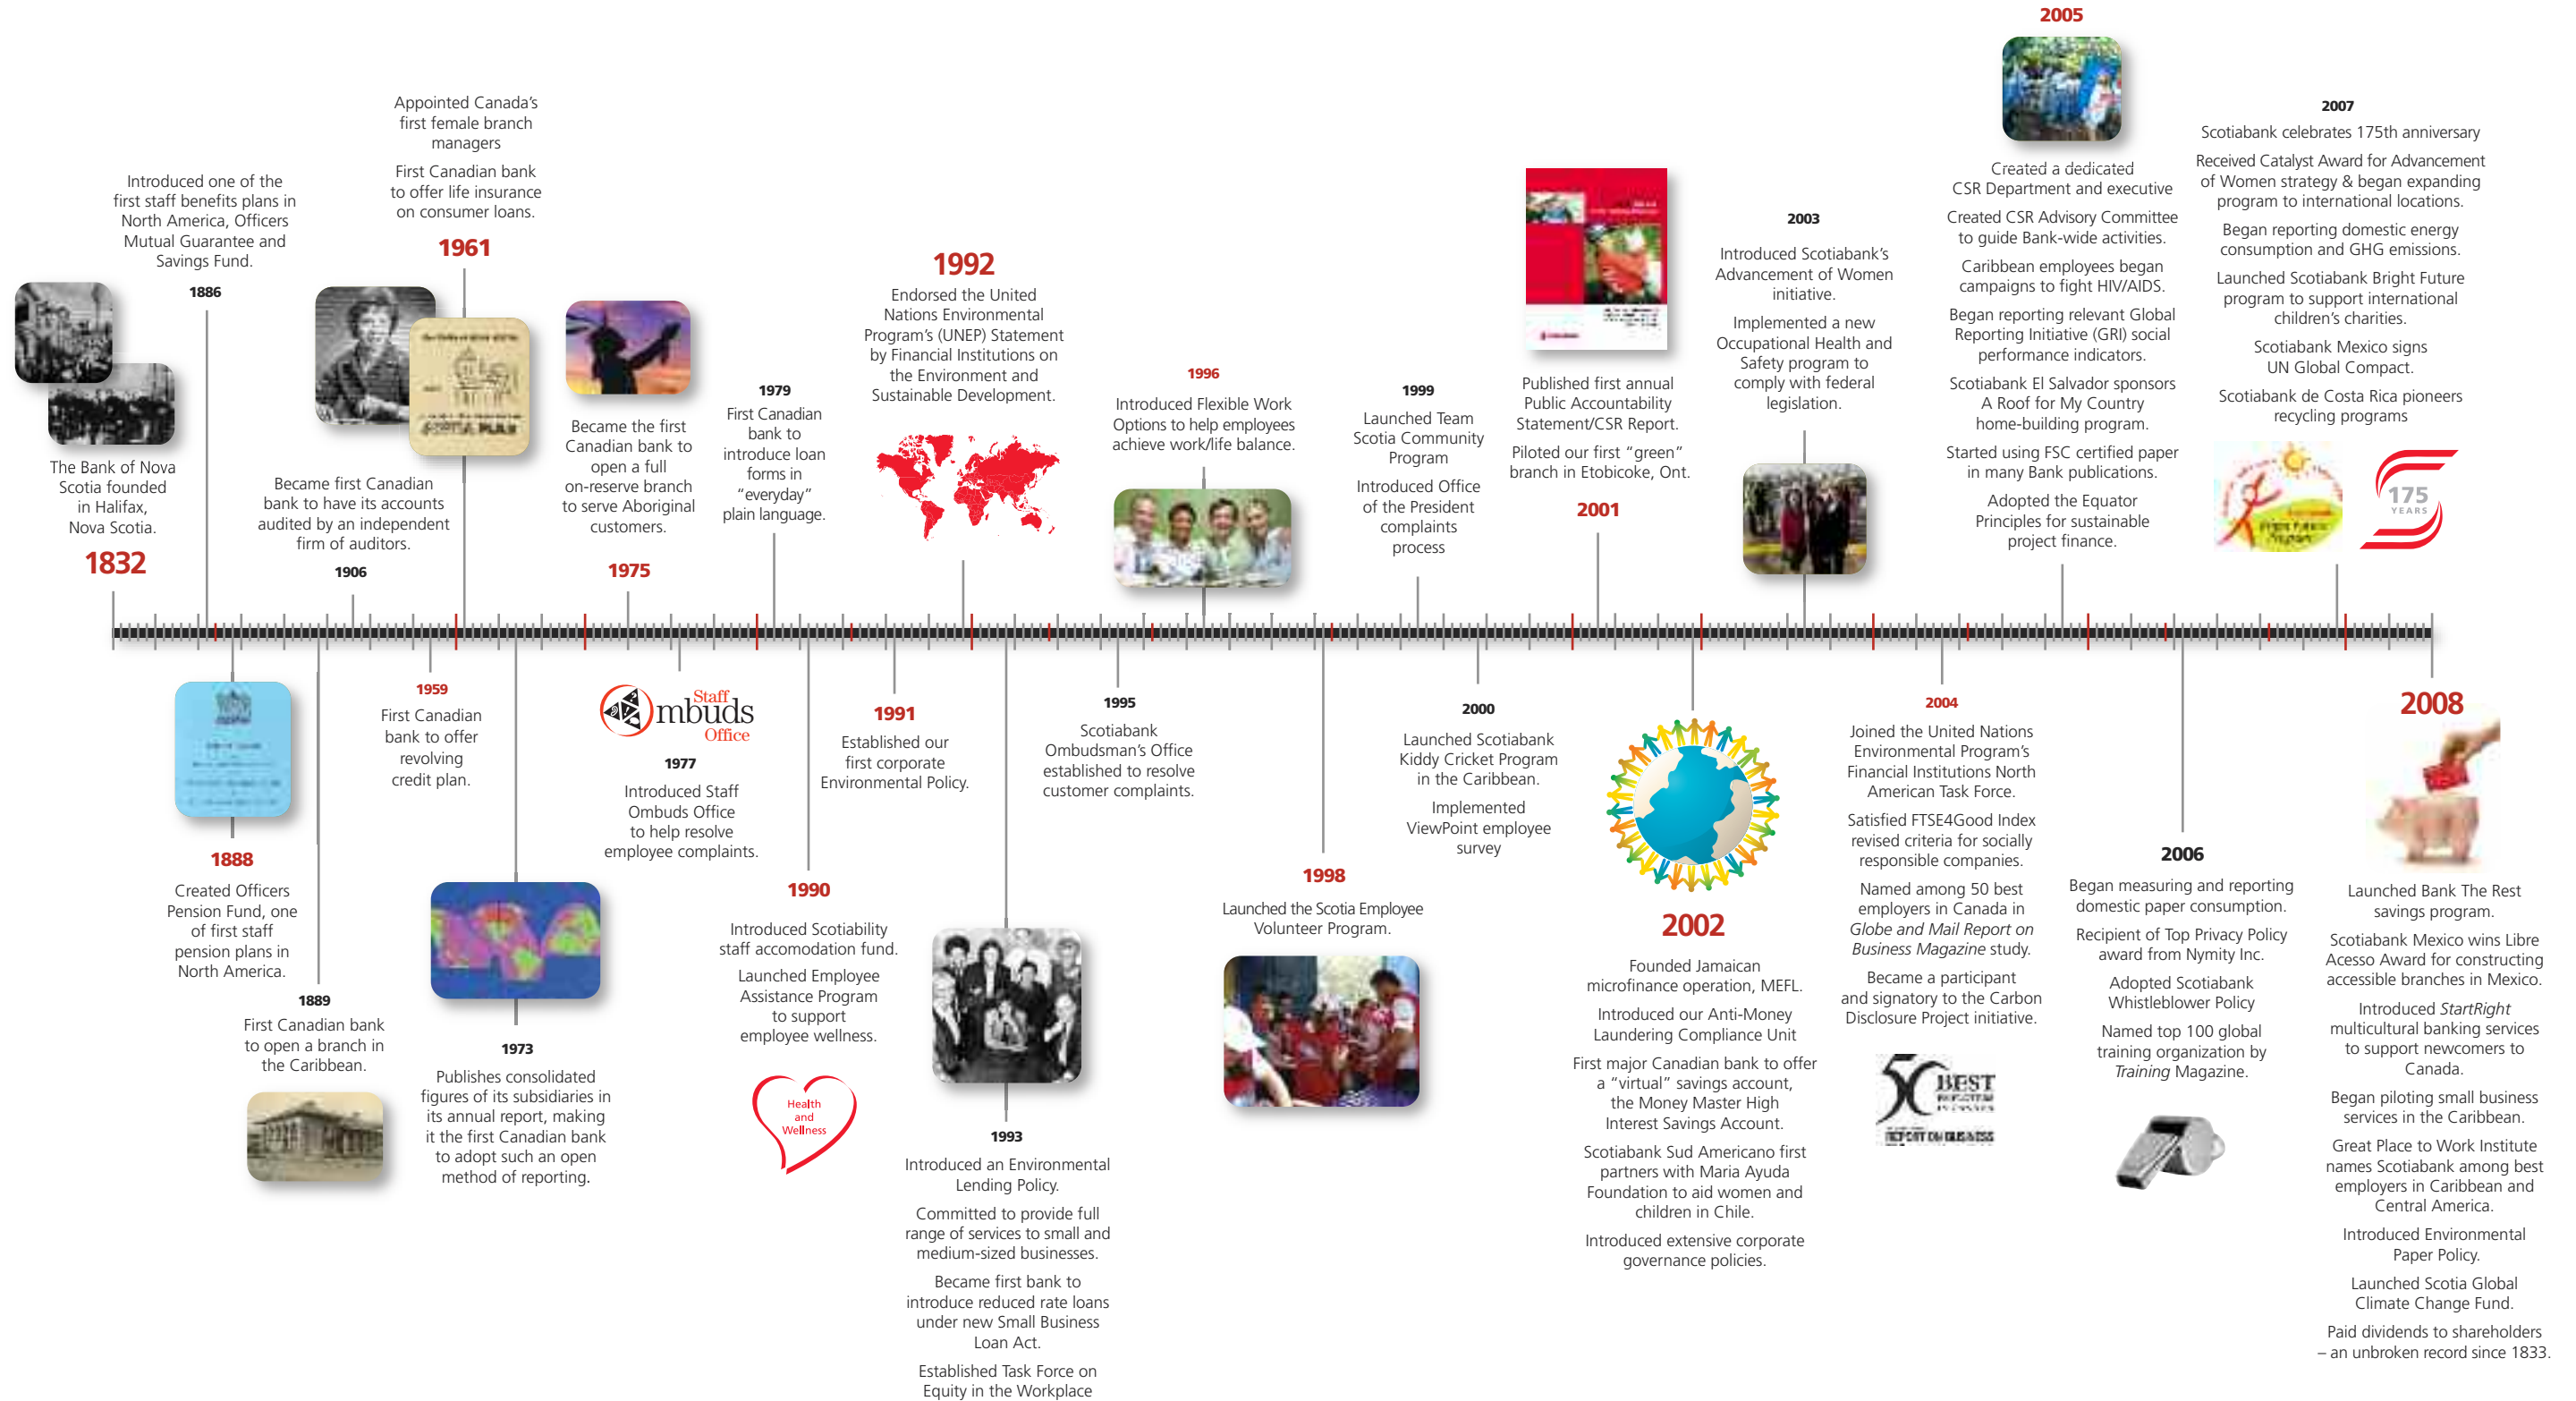 The Bank of Nova
Scotia founded
in Halifax,
Nova Scotia.
1832
Introduced one of the
first staff benefits plans in
North America, Officers
Mutual Guarantee and
Savings Fund.
1886
1888
Created Officers
Pension Fund, one
of first staff
pension plans in
North America.
1889
First Canadian bank
to open a branch in
the Caribbean.
Became first Canadian
bank to have its accounts
audited by an independent
firm of auditors.
1906
1959
First Canadian
bank to offer
revolving
credit plan.
Appointed Canada’s
first female branch
managers
First Canadian bank
to offer life insurance
on consumer loans.
1961
1973
Publishes consolidated
figures of its subsidiaries in
its annual report, making
it the first Canadian bank
to adopt such an open
method of reporting.
Became the first
Canadian bank to
open a full
on-reserve branch
to serve Aboriginal
customers.
1975
Staff
Ombuds
Office
1977
Introduced Staff
Ombuds Office
to help resolve
employee complaints.
1979
First Canadian
bank to
introduce loan
forms in
“everyday”
plain language.
1990
Introduced Scotiability
staff accomodation fund.
Launched Employee
Assistance Program
to support
employee wellness.
Health
and
Wellness
1991
Established our
first corporate
Environmental Policy.
1992
Endorsed the United
Nations Environmental
Program’s (UNEP) Statement
by Financial Institutions on
the Environment and
Sustainable Development.
1993
Introduced an Environmental
Lending Policy.
Committed to provide full
range of services to small and
medium-sized businesses.
Became first bank to
introduce reduced rate loans
under new Small Business
Loan Act.
Established Task Force on
Equity in the Workplace
1995
Scotiabank
Ombudsman’s Office
established to resolve
customer complaints.
1996
Introduced Flexible Work
Options to help employees
achieve work/life balance.
1998
Launched the Scotia Employee
Volunteer Program.
1999
Launched Team
Scotia Community
Program
Introduced Office
of the President
complaints
process
2000
Launched Scotiabank
Kiddy Cricket Program
in the Caribbean.
Implemented
ViewPoint employee
survey
Published first annual
Public Accountability
Statement/CSR Report.
Piloted our first “green”
branch in Etobicoke, Ont.
2001
2002
Founded Jamaican
microfinance operation, MEFL.
Introduced our Anti-Money
Laundering Compliance Unit
First major Canadian bank to offer
a “virtual” savings account,
the Money Master High
Interest Savings Account.
Scotiabank Sud Americano first
partners with Maria Ayuda
Foundation to aid women and
children in Chile.
Introduced extensive corporate
governance policies.
2003
Introduced Scotiabank’s
Advancement of Women
initiative.
Implemented a new
Occupational Health and
Safety program to
comply with federal
legislation.
2004
Joined the United Nations
Environmental Program’s
Financial Institutions North
American Task Force.
Satisfied FTSE4Good Index
revised criteria for socially
responsible companies.
Named among 50 best
employers in Canada in
Globe and Mail Report on
Business Magazine study.
Became a participant
and signatory to the Carbon
Disclosure Project initiative.
50 BEST
REPORT ON BUSINESS
2005
Created a dedicated
CSR Department and executive
Created CSR Advisory Committee
to guide Bank-wide activities.
Caribbean employees began
campaigns to fight HIV/AIDS.
Began reporting relevant Global
Reporting Initiative (GRI) social
performance indicators.
Scotiabank El Salvador sponsors
A Roof for My Country
home-building program.
Started using FSC certified paper
in many Bank publications.
Adopted the Equator
Principles for sustainable
project finance.
2006
Began measuring and reporting
domestic paper consumption.
Recipient of Top Privacy Policy
award from Nymity Inc.
Adopted Scotiabank
Whistleblower Policy
Named top 100 global
training organization by
Training Magazine.
2007
Scotiabank celebrates 175th anniversary
Received Catalyst Award for Advancement
of Women strategy & began expanding
program to international locations.
Began reporting domestic energy
consumption and GHG emissions.
Launched Scotiabank Bright Future
program to support international
children’s charities.
Scotiabank Mexico signs
UN Global Compact.
Scotiabank de Costa Rica pioneers
recycling programs
175
YEARS
2008
Launched Bank The Rest
savings program.
Scotiabank Mexico wins Libre
Acesso Award for constructing
accessible branches in Mexico.
Introduced StartRight
multicultural banking services
to support newcomers to
Canada.
Began piloting small business
services in the Caribbean.
Great Place to Work Institute
names Scotiabank among best
employers in Caribbean and
Central America.
Introduced Environmental
Paper Policy.
Launched Scotia Global
Climate Change Fund.
Paid dividends to shareholders
– an unbroken record since 1833.